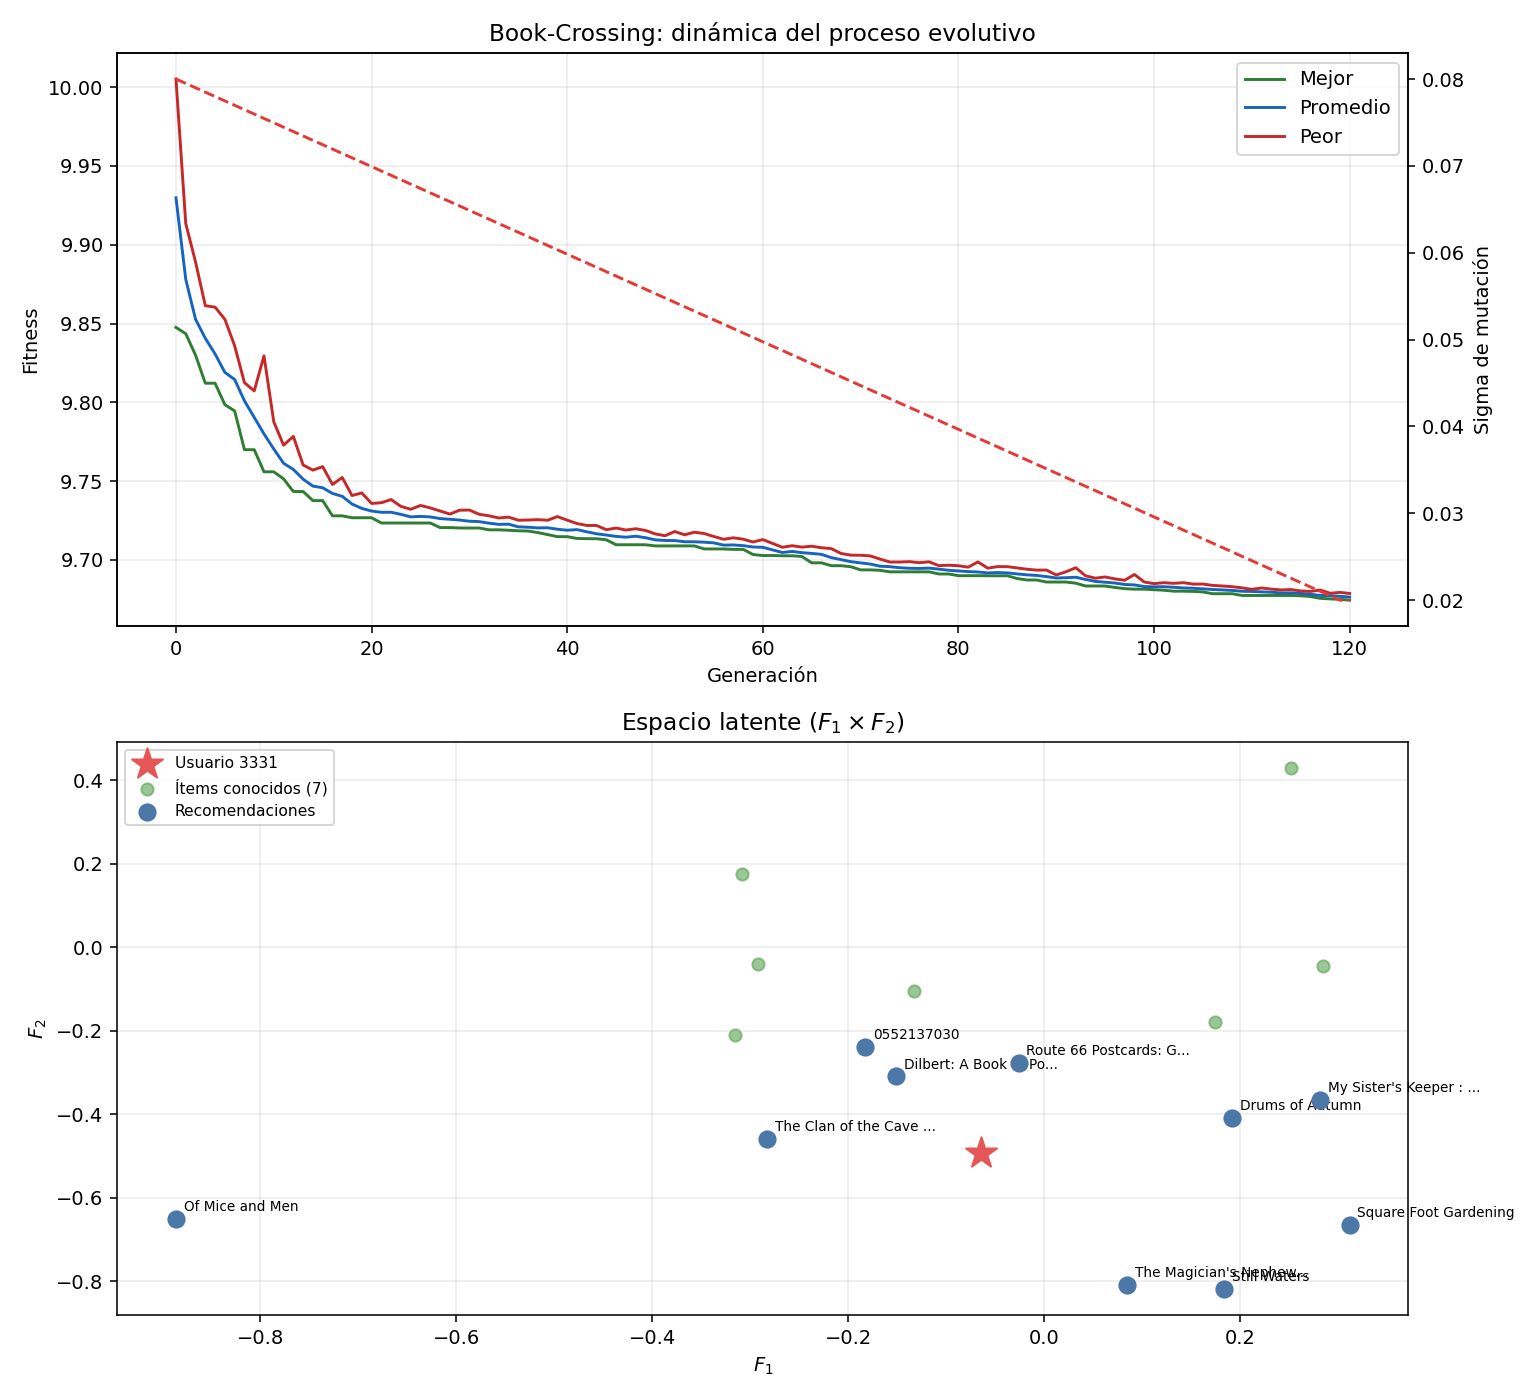 Book-Crossing: dinámica del proceso evolutivo
Mejor
Promedio
Peor
10.00
9.95
9.90
9.85
9.80
9.75
9.70
Fitness
0.08
0.07
0.06
0.05
0.04
0.03
0.02
Sigma de mutación
0 20 40 60 80 100 120
Generación
Espacio latente (F₁ × F₂)
Usuario 3331
Ítems conocidos (7)
Recomendaciones
0.4
0.2
0.0
−0.2
−0.4
−0.6
−0.8
F₂
0552137030
Route 66 Postcards: G...
Dilbert: A Book Po...
My Sister's Keeper : ...
Drums of Autumn
The Clan of the Cave ...
Of Mice and Men
Square Foot Gardening
The Magician's Nephew...
Still Waters
−0.8 −0.6 −0.4 −0.2 0.0 0.2
F₁